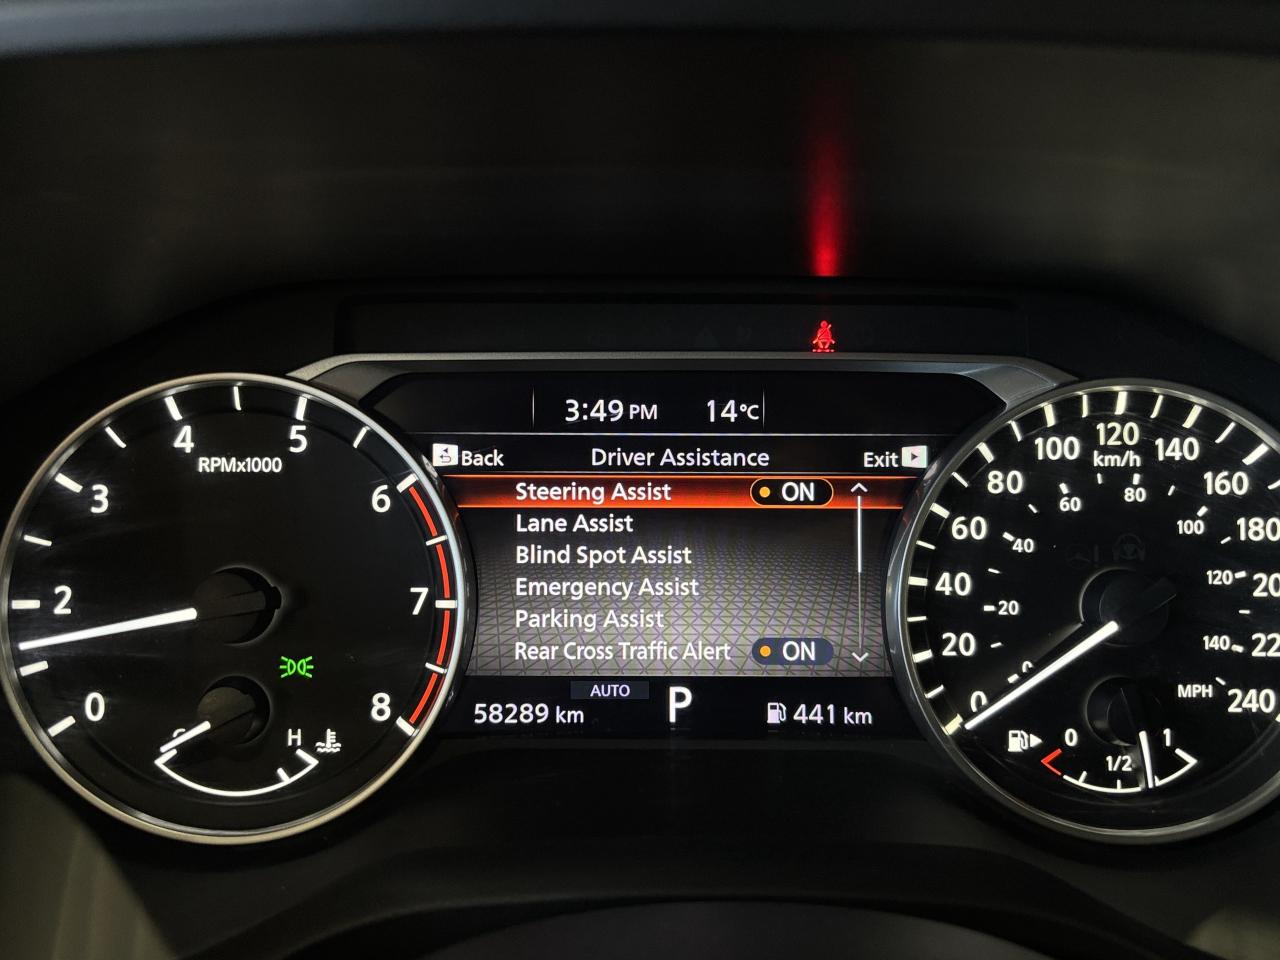 3:49 PM 14°C
Back Driver Assistance Exit
Steering Assist ON
Lane Assist
Blind Spot Assist
Emergency Assist
Parking Assist
Rear Cross Traffic Alert ON
AUTO
58289 km P 441 km
4 5
RPMx1000
3 6
2 7
0 8
H
100 120 140
km/h
80 60 80 160
60 40 100 180
40 20 120
20 0 140
0 MPH 240
0 1/2 1